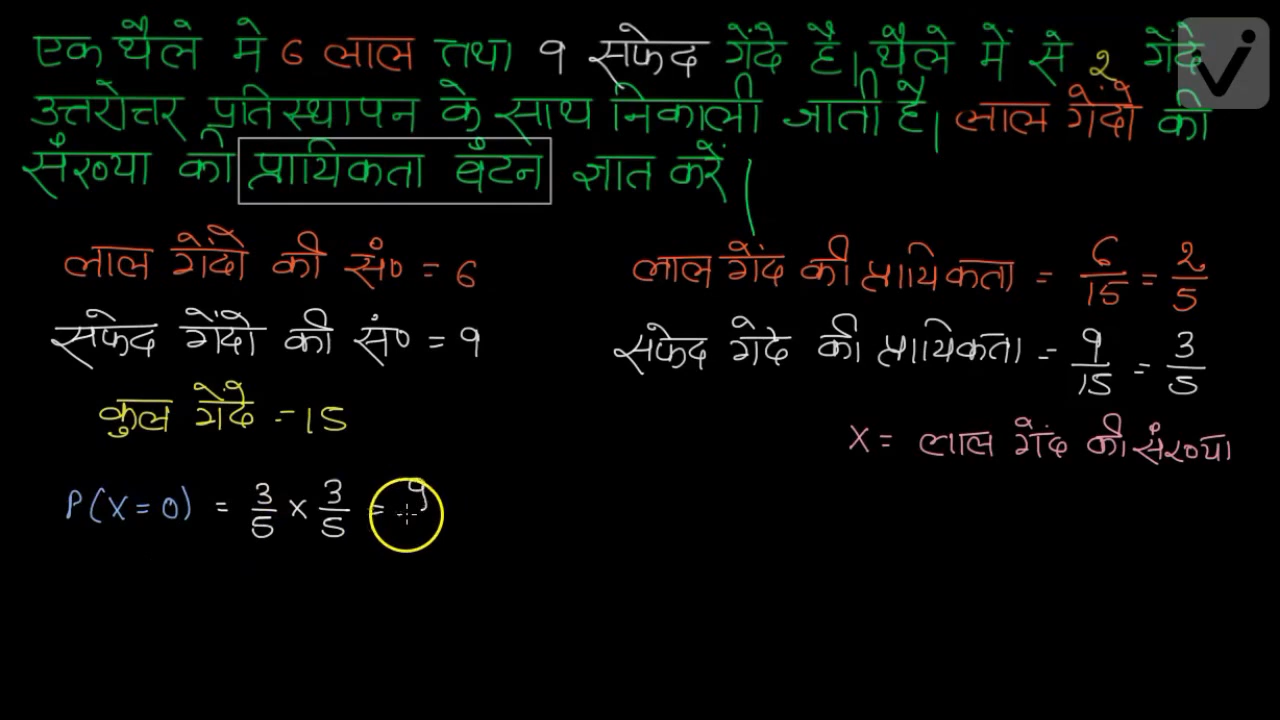 एक थैले मे 6 लाल तथा 9 सफेद गेंदे है। थैले में से 2 गेंदे
उत्तरोत्तर प्रतिस्थापन के साथ निकाली जाती है। लाल गेंदो की
संख्या की प्रायिकता बंटन ज्ञात करें।
लाल गेंदो की सं० = 6
लाल गेंद की प्रायिकता = 6/15 = 2/5
सफेद गेंदो की सं० = 9
सफेद गेंदे की प्रायिकता = 9/15 = 3/5
कुल गेंदे = 15
X = लाल गेंद की संख्या
P(X = 0) = 3/5 × 3/5 = 9